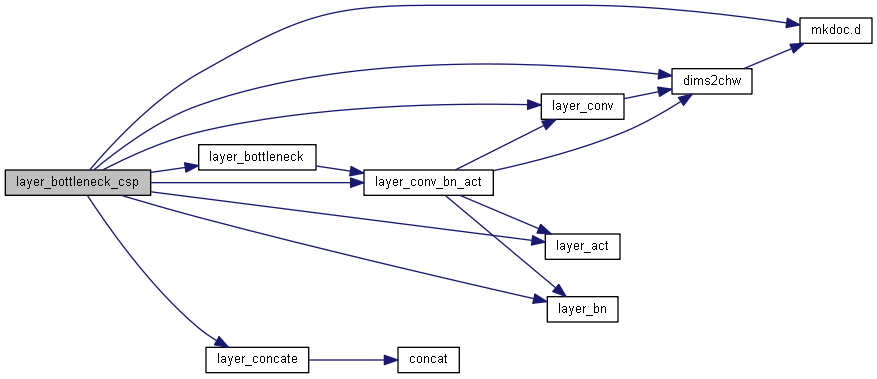 mkdoc.d
dims2chw
layer_conv
layer_bottleneck
layer_bottleneck_csp
layer_conv_bn_act
layer_act
layer_bn
layer_concate
concat